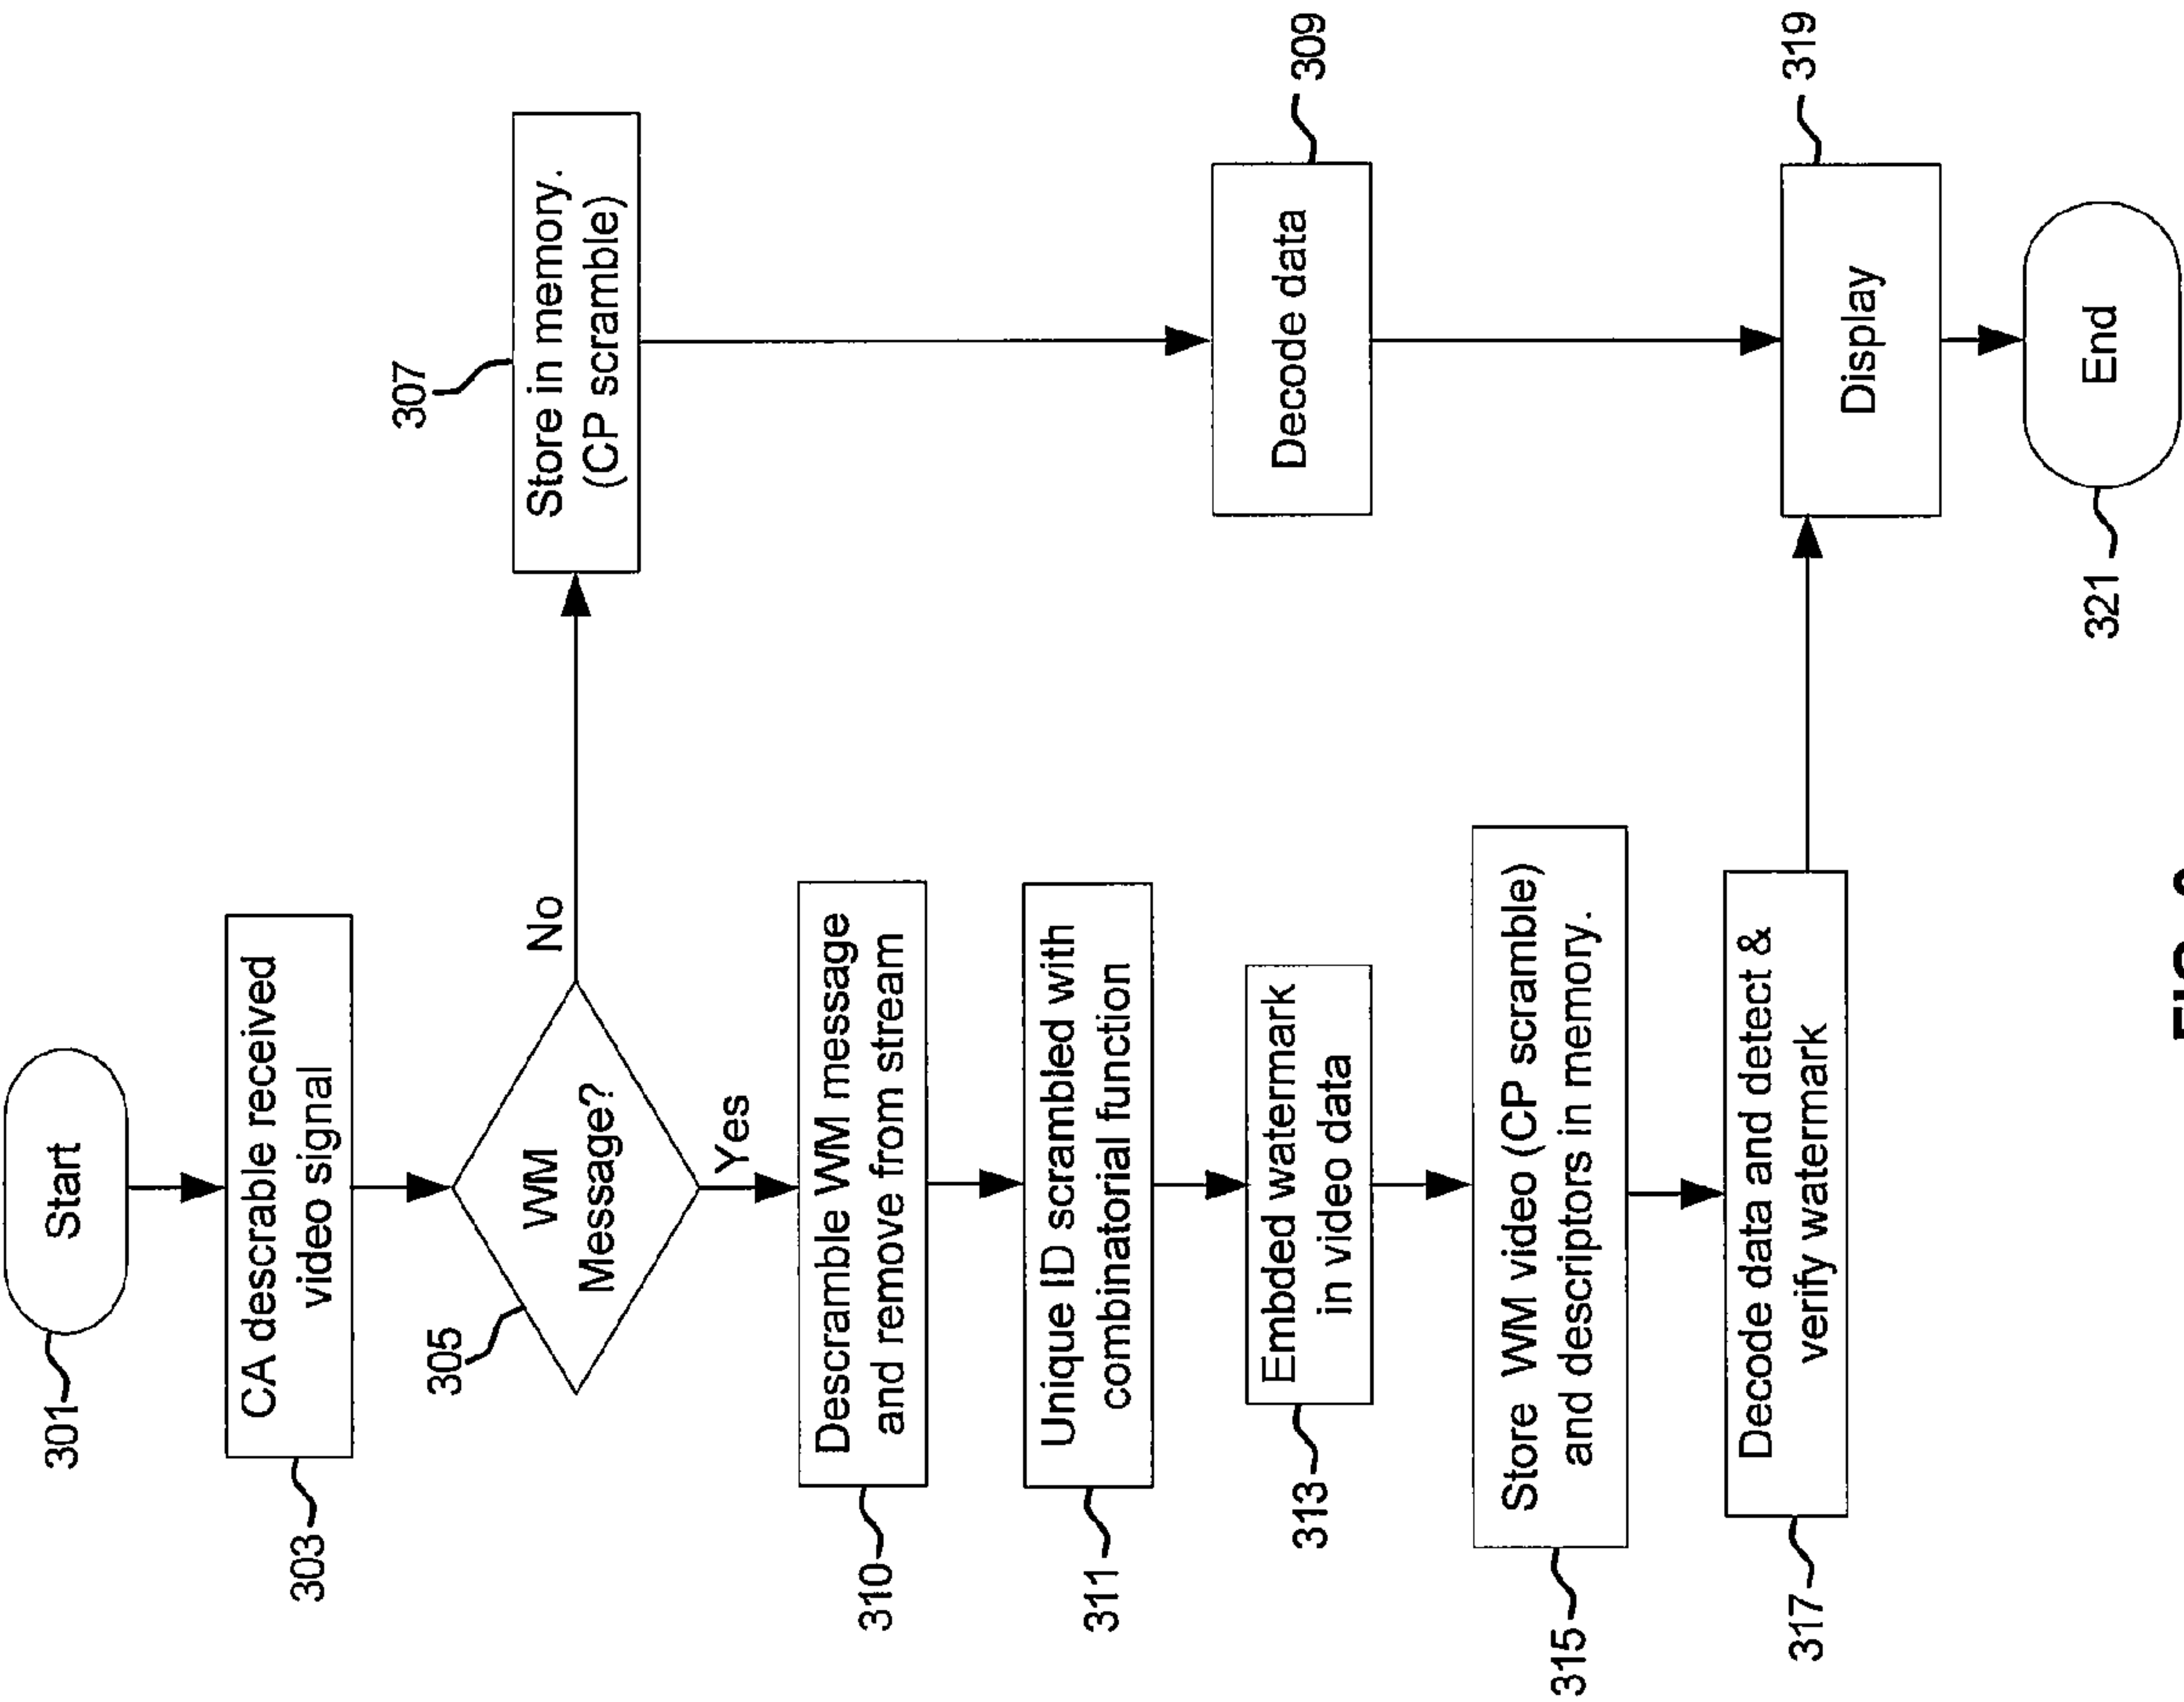 Start
301
CA descrable received
video signal
303
WM
Message?
305
No
Yes
307
Store in memory.
(CP scramble)
Descramble WM message
and remove from stream
310
Unique ID scrambled with
combinatorial function
311
Embded watermark
in video data
313
Decode data
309
Store WM video (CP scramble)
and descriptors in memory.
315
Decode data and detect &
verify watermark
317
Display
319
End
321